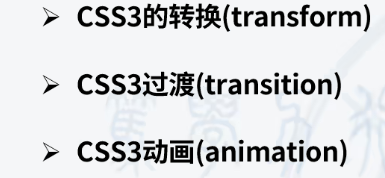 ➢ CSS3的转换(transform)
➢ CSS3过渡(transition)
➢ CSS3动画(animation)